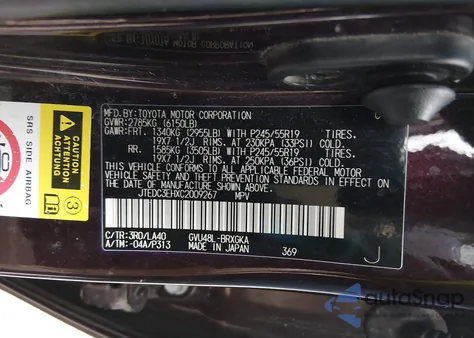 MFD.BY: TOYOTA MOTOR CORPORATION
GVWR: 2785KG (6150LB)
GAWR: FRT. 1340KG (2955LB) WITH P245/55R19 TIRES,
19X7 1/2J RIMS, AT 230KPA (33PSI) COLD.
RR. 1585KG (3505LB) WITH P245/55R19 TIRES,
19X7 1/2J RIMS, AT 250KPA (36PSI) COLD.
THIS VEHICLE CONFORMS TO ALL APPLICABLE FEDERAL MOTOR
VEHICLE SAFETY AND THEFT PREVENTION STANDARDS IN EFFECT
ON THE DATE OF MANUFACTURE SHOWN ABOVE.
JTEDC3EHXC2009267 MPV
C/TR: 3R0/LA40 GVU48L-BRXGKA
A/TM: -04A/P313 MADE IN JAPAN 369
J
SRS SIDE AIRBAG
CAUTION
ATTENTION
3
autoSnap